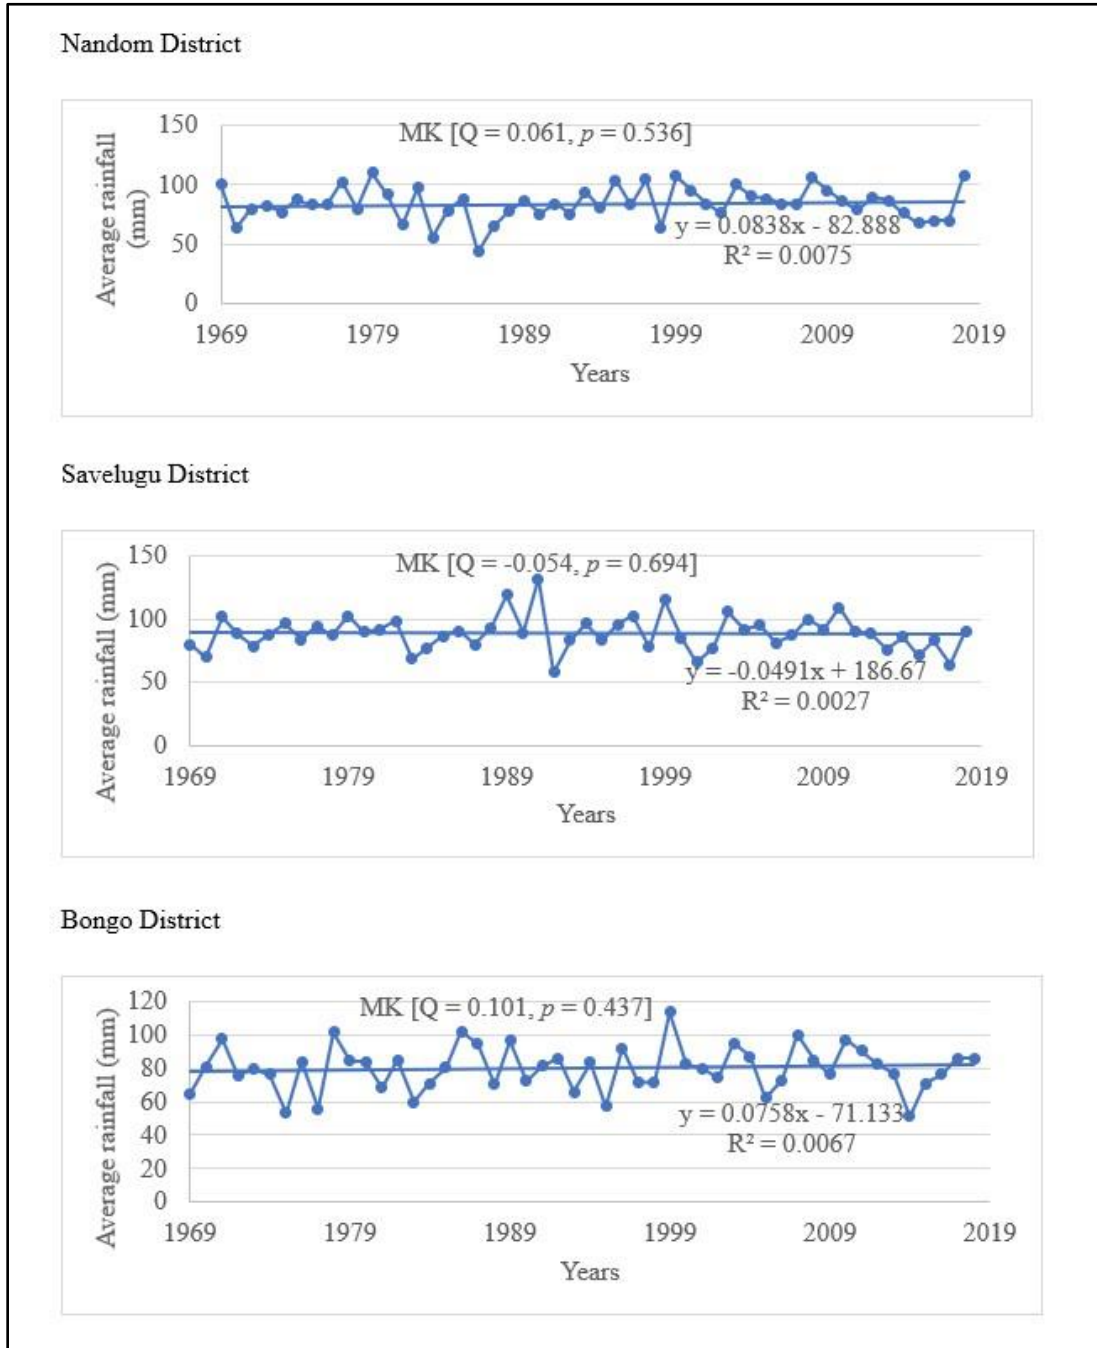 Nandom District
Average rainfall
(mm)
150
100
50
0
MK [Q = 0.061, p = 0.536]
y = 0.0838x - 82.888
R² = 0.0075
1969 1979 1989 1999 2009 2019
Years
Savelugu District
Average rainfall (mm)
150
100
50
0
MK [Q = -0.054, p = 0.694]
y = -0.0491x + 186.67
R² = 0.0027
1969 1979 1989 1999 2009 2019
Years
Bongo District
Average rainfall (mm)
120
100
80
60
40
20
0
MK [Q = 0.101, p = 0.437]
y = 0.0758x - 71.133
R² = 0.0067
1969 1979 1989 1999 2009 2019
Years